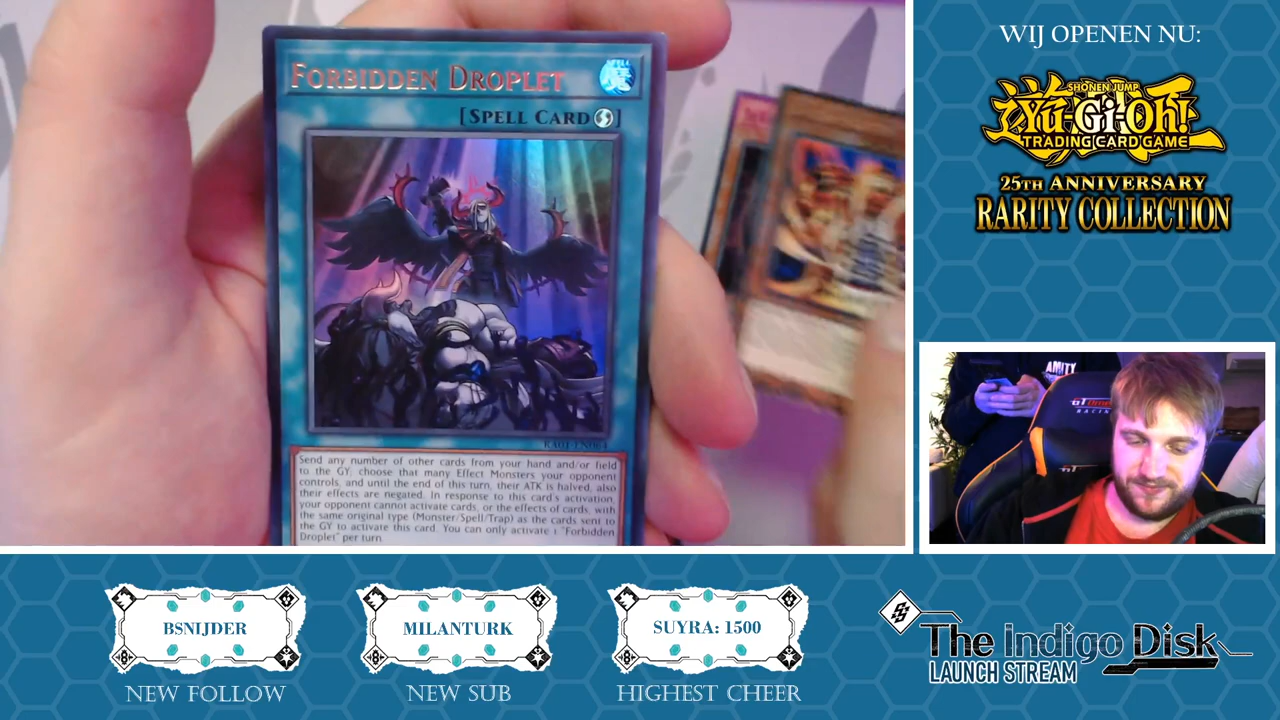 FORBIDDEN DROPLET
[SPELL CARD]
RA01-EN064
Send any number of other cards from your hand and/or field
to the GY; choose that many Effect Monsters your opponent
controls, and until the end of this turn, their ATK is halved, also
their effects are negated. In response to this card's activation,
your opponent cannot activate cards, or the effects of cards, with
the same original type (Monster/Spell/Trap) as the cards sent to
the GY to activate this card. You can only activate 1 "Forbidden
Droplet" per turn.
WIJ OPENEN NU:
SHONEN JUMP
Yu-Gi-Oh!
TRADING CARD GAME
25TH ANNIVERSARY
RARITY COLLECTION
AMITY
GT Omega
RACING
BSNIJDER
NEW FOLLOW
MILANTURK
NEW SUB
SUYRA: 1500
HIGHEST CHEER
The Indigo Disk
LAUNCH STREAM